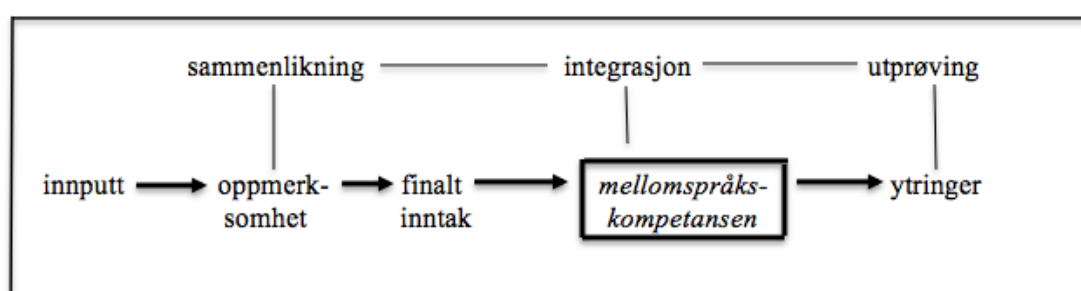 sammenlikning integrasjon utprøving
innputt oppmerk- finalt mellomspråks- ytringer
somhet inntak kompetansen